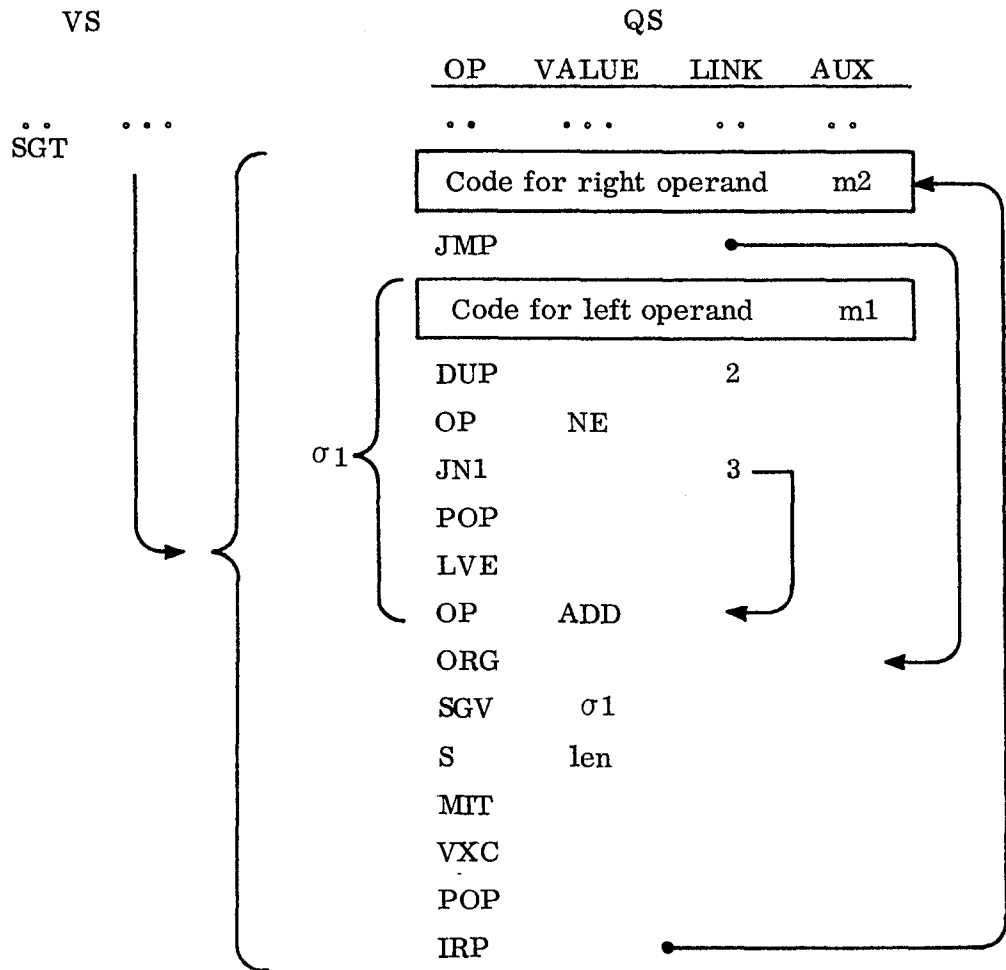 VS QS
OP VALUE LINK AUX
.. ... .. ... .. ..
SGT
Code for right operand m2
JMP
Code for left operand m1
DUP 2
OP NE
σ1 JN1 3
POP
LVE
OP ADD
ORG
SGV σ1
S len
MIT
VXC
POP
IRP